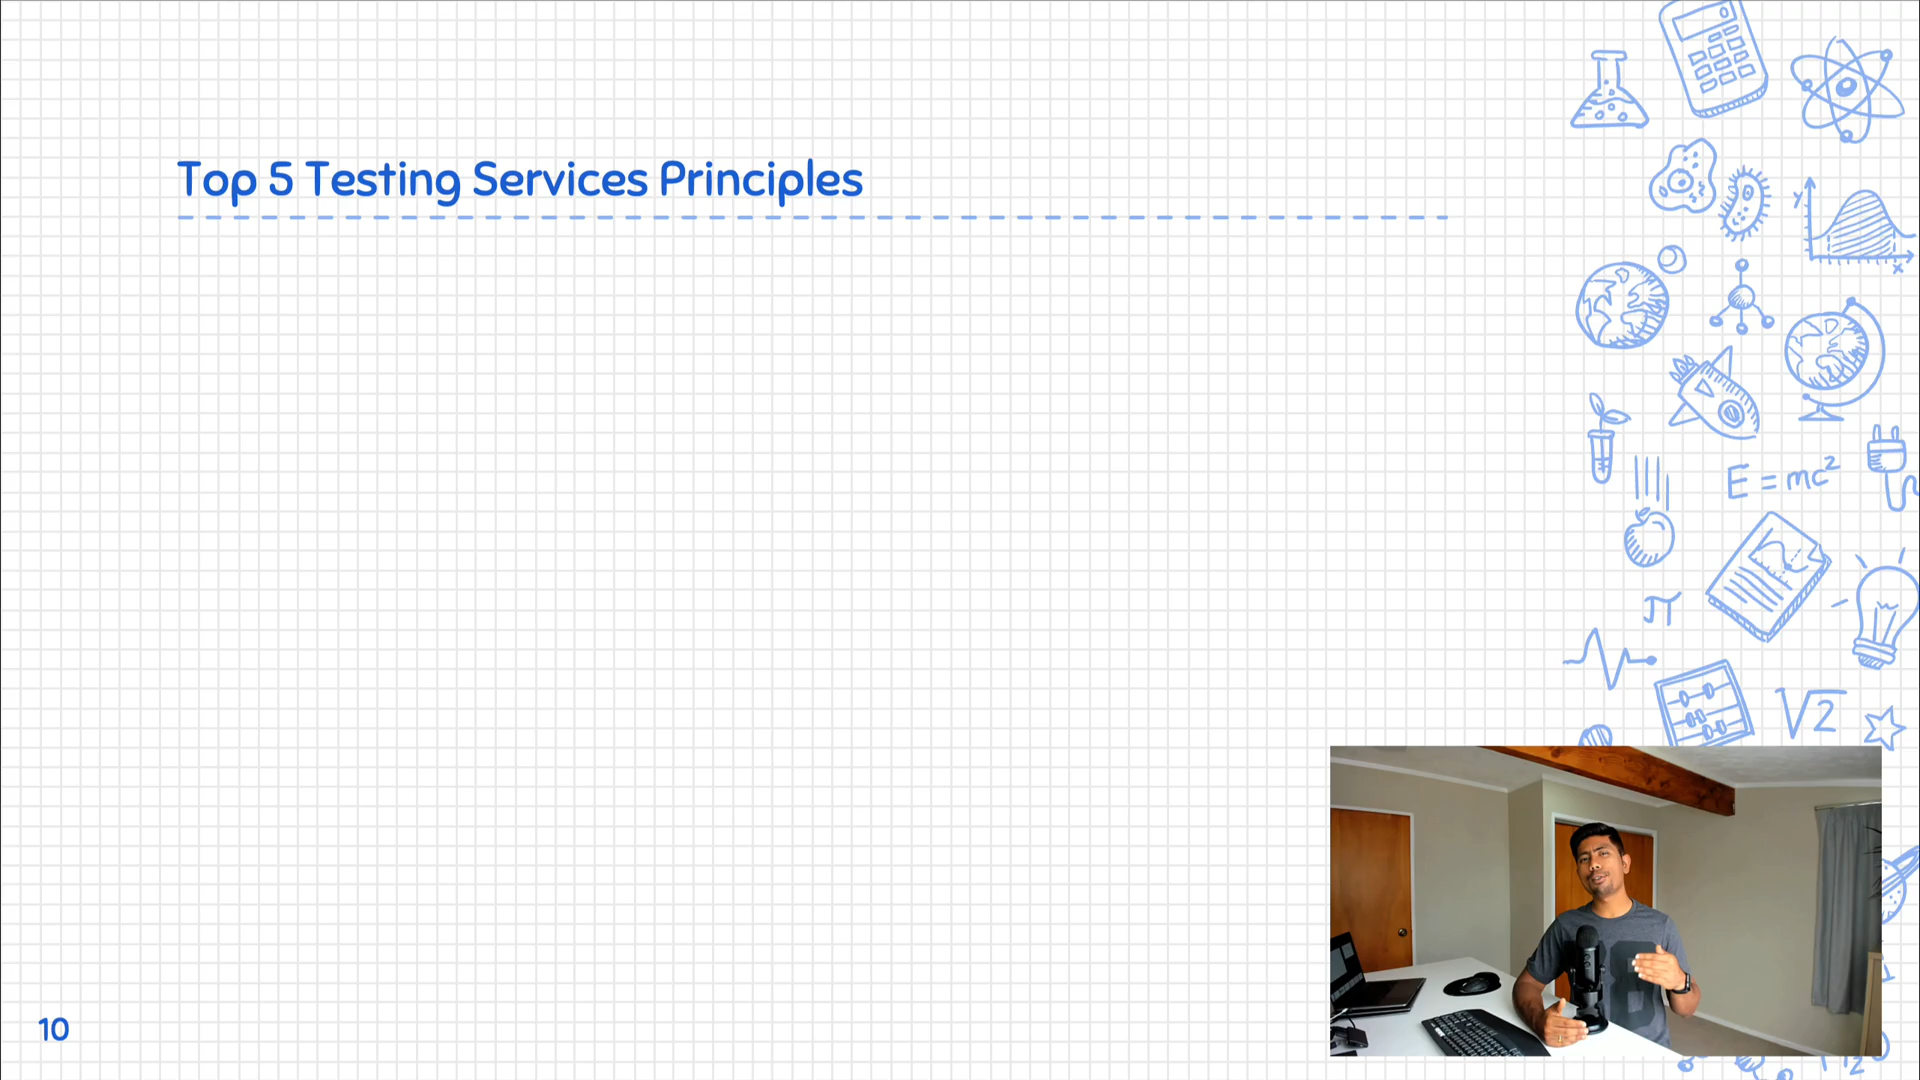 Top 5 Testing Services Principles
y
x
E = mc²
π
√2
10